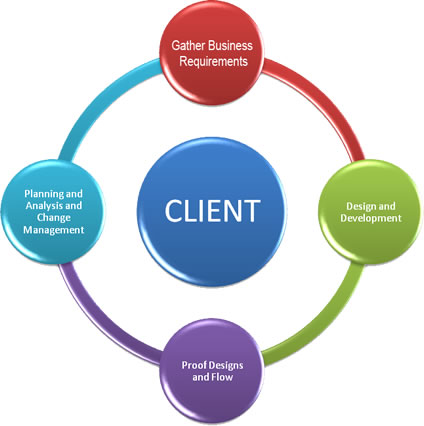 Gather Business
Requirements
Planning and
Analysis and
Change
Management
CLIENT
Design and
Development
Proof Designs
and Flow